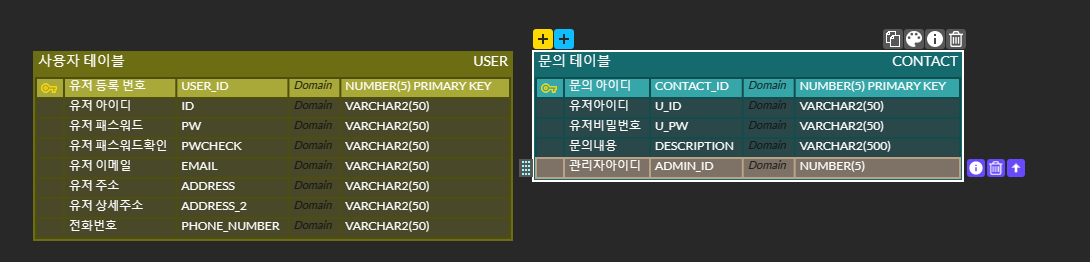 사용자 테이블 USER
유저 등록 번호 USER_ID Domain NUMBER(5) PRIMARY KEY
유저 아이디 ID Domain VARCHAR2(50)
유저 패스워드 PW Domain VARCHAR2(50)
유저 패스워드확인 PWCHECK Domain VARCHAR2(50)
유저 이메일 EMAIL Domain VARCHAR2(50)
유저 주소 ADDRESS Domain VARCHAR2(50)
유저 상세주소 ADDRESS_2 Domain VARCHAR2(50)
전화번호 PHONE_NUMBER Domain VARCHAR2(50)
문의 테이블 CONTACT
문의 아이디 CONTACT_ID Domain NUMBER(5) PRIMARY KEY
유저아이디 U_ID Domain VARCHAR2(50)
유저비밀번호 U_PW Domain VARCHAR2(50)
문의내용 DESCRIPTION Domain VARCHAR2(500)
관리자아이디 ADMIN_ID Domain NUMBER(5)